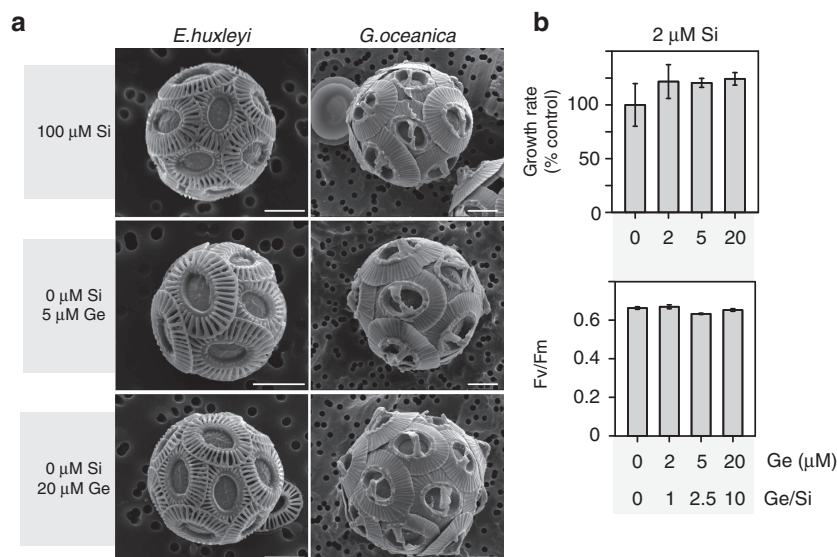 a
E.huxleyi G.oceanica
100 μM Si
0 μM Si
5 μM Ge
0 μM Si
20 μM Ge
b
2 μM Si
Growth rate
(% control)
100
50
0
0 2 5 20
Fv/Fm
0.6
0.4
0.2
0
0 2 5 20 Ge (μM)
0 1 2.5 10 Ge/Si